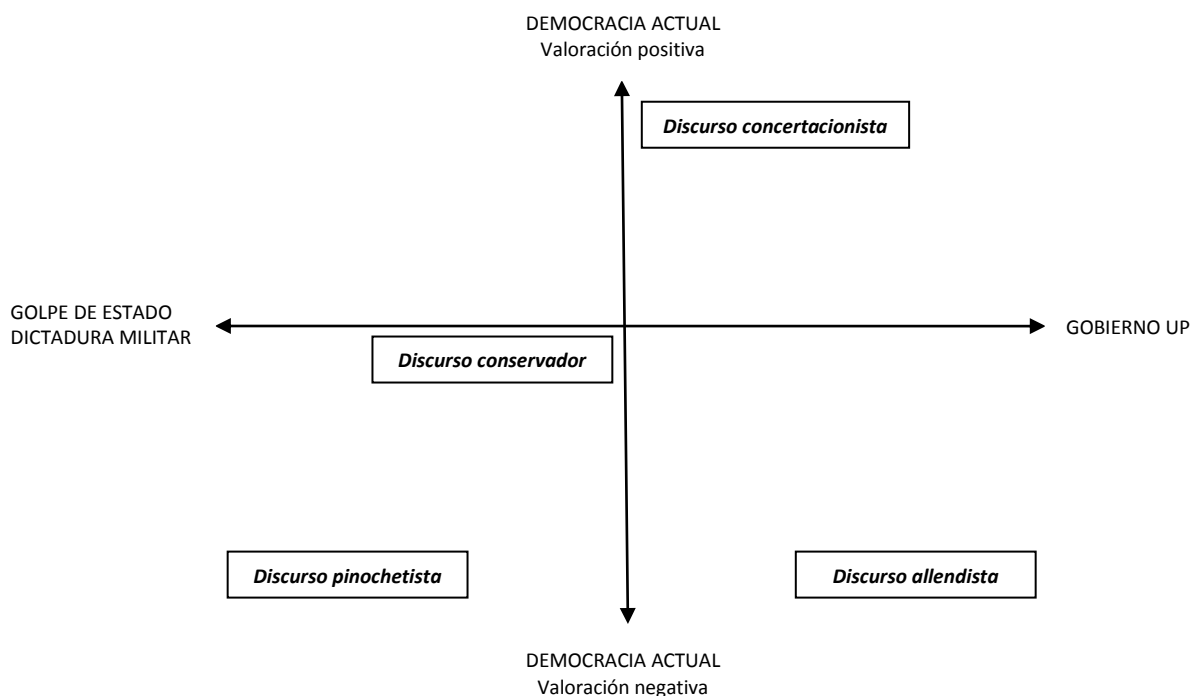 DEMOCRACIA ACTUAL
Valoración positiva
Discurso concertacionista
GOLPE DE ESTADO
DICTADURA MILITAR
GOBIERNO UP
Discurso conservador
Discurso pinochetista
Discurso allendista
DEMOCRACIA ACTUAL
Valoración negativa